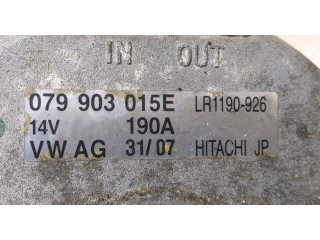 IN OUT
079 903 015E LR1190-926
14V 190A
VW AG 31/07 HITACHI JP